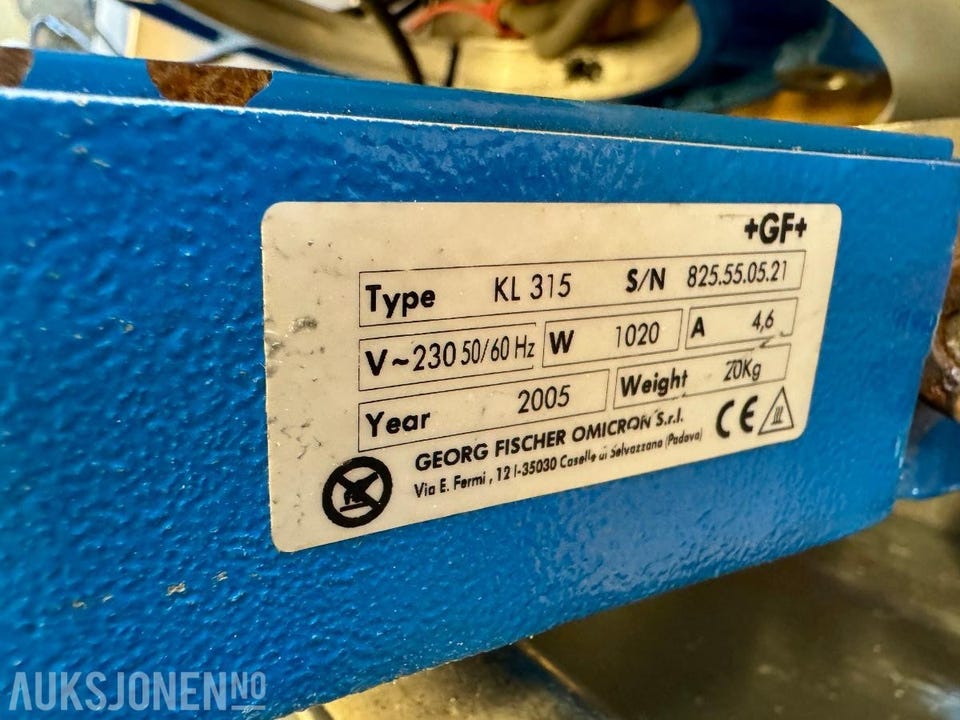 +GF+
Type KL 315 S/N 825.55.05.21
V~230 50/60 Hz W 1020 A 4,6
Year 2005 Weight 20Kg
GEORG FISCHER OMICRON S.r.l.
Via E. Fermi, 12 I-35030 Caselle di Selvazzano (Padova)
CE
AUKSJONEN.NO